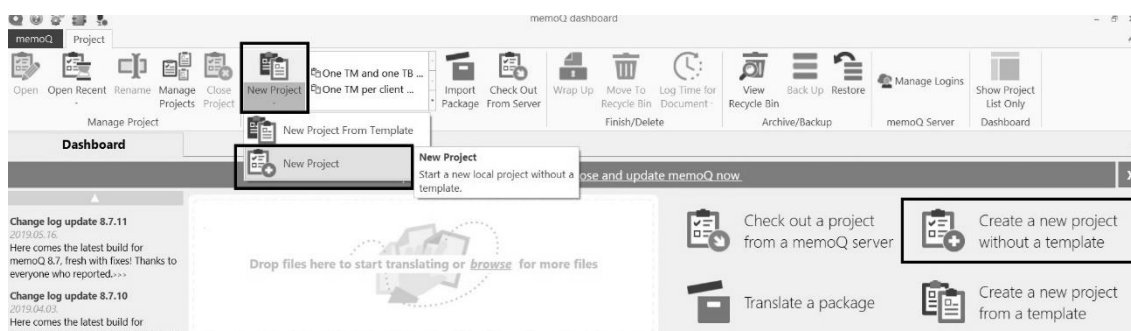 memoQ dashboard
memoQ
Project
Open
Open Recent
Rename
Manage
Projects
Close
Project
New Project
One TM and one TB ...
One TM per client ...
Import
Package
Check Out
From Server
Wrap Up
Move To
Recycle Bin
Log Time for
Document
View
Recycle Bin
Back Up
Restore
Manage Logins
Show Project
List Only
Manage Project
Finish/Delete
Archive/Backup
memoQ Server
Dashboard
New Project From Template
New Project
New Project
Start a new local project without a
template.
Dashboard
ose and update memoQ now
X
Change log update 8.7.11
2019.05.16.
Here comes the latest build for
memoQ 8.7, fresh with fixes! Thanks to
everyone who reported.>>>
Change log update 8.7.10
2019.04.03.
Here comes the latest build for
Drop files here to start translating or browse for more files
Check out a project
from a memoQ server
Create a new project
without a template
Translate a package
Create a new project
from a template